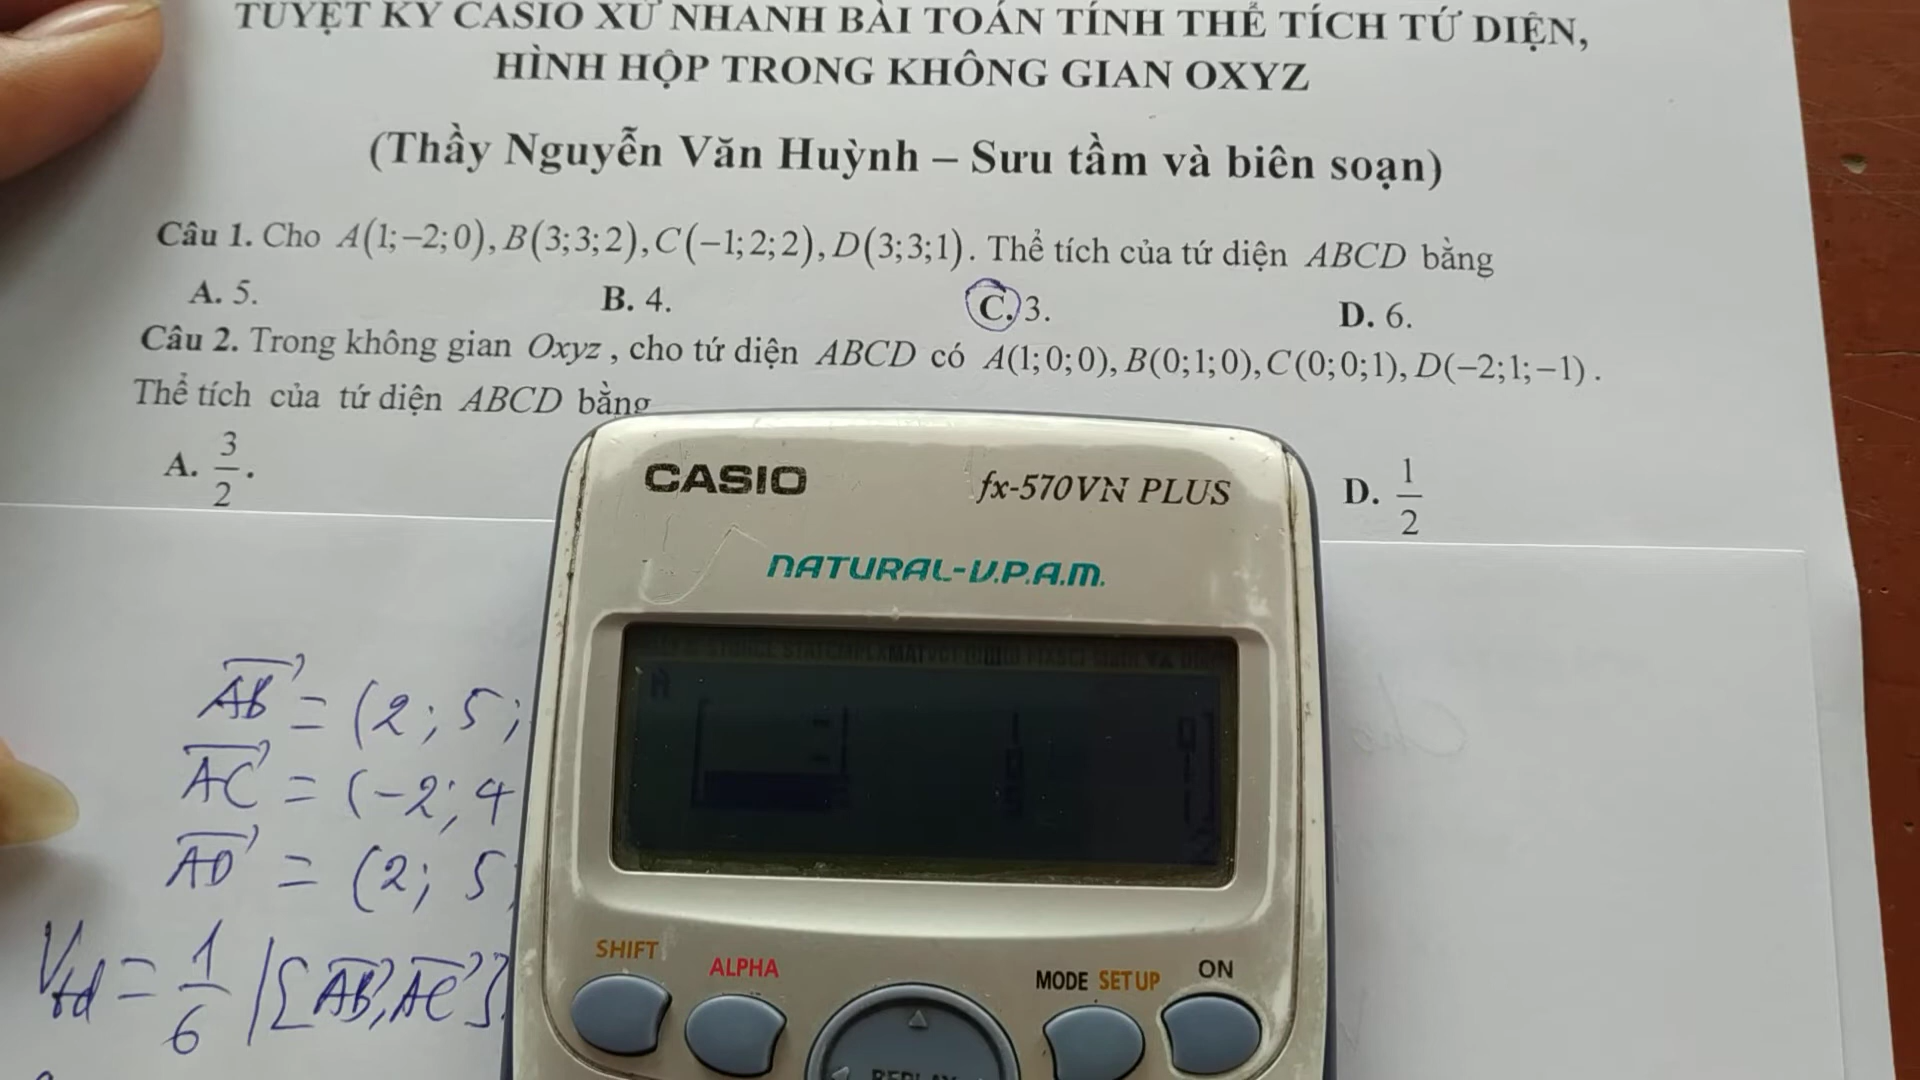 TUYỆT KỸ CASIO XỬ NHANH BÀI TOÁN TÍNH THỂ TÍCH TỨ DIỆN,
HÌNH HỘP TRONG KHÔNG GIAN OXYZ
(Thầy Nguyễn Văn Huỳnh – Sưu tầm và biên soạn)
Câu 1. Cho A(1;−2;0), B(3;3;2), C(−1;2;2), D(3;3;1). Thể tích của tứ diện ABCD bằng
A. 5. B. 4. C. 3. D. 6.
Câu 2. Trong không gian Oxyz, cho tứ diện ABCD có A(1;0;0), B(0;1;0), C(0;0;1), D(−2;1;−1).
Thể tích của tứ diện ABCD bằng
A. 3/2. D. 1/2
CASIO fx-570VN PLUS
NATURAL-V.P.A.M.
AB = (2; 5;
AC = (-2; 4
AD = (2; 5
Vtd = 1/6 |[AB, AC]
SHIFT ALPHA MODE SETUP ON
REPLAY